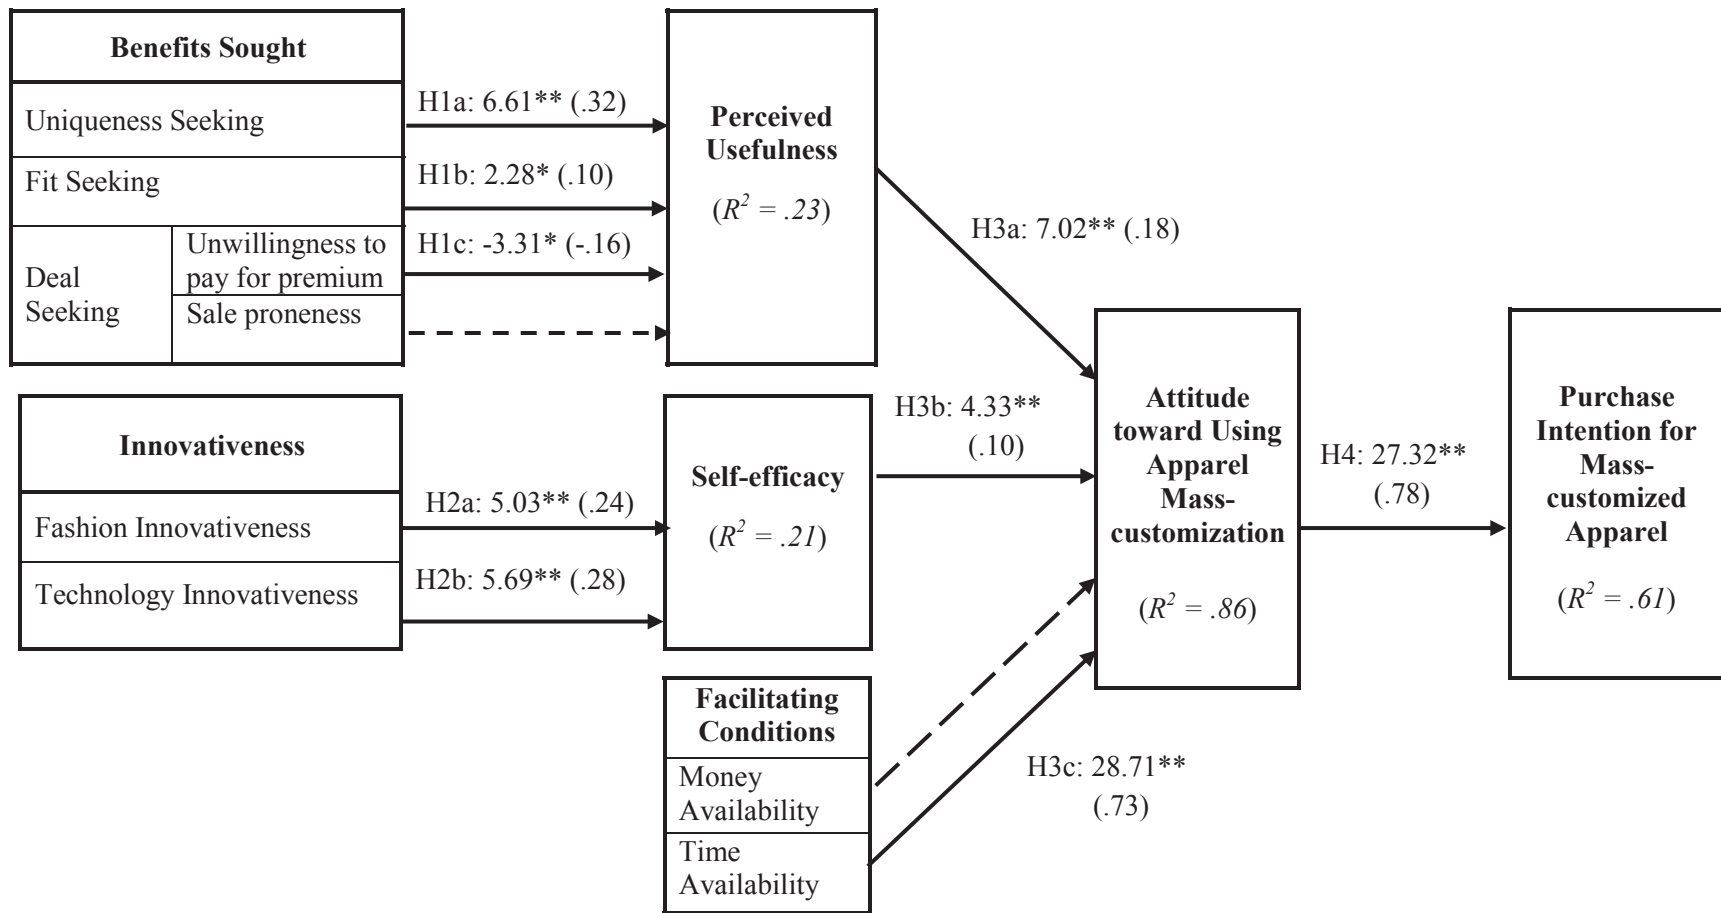 Benefits Sought
Uniqueness Seeking
Fit Seeking
Deal
Seeking
Unwillingness to
pay for premium
Sale proneness
H1a: 6.61** (.32)
H1b: 2.28* (.10)
H1c: -3.31* (-.16)
Perceived
Usefulness
(R² = .23)
H3a: 7.02** (.18)
Innovativeness
Fashion Innovativeness
Technology Innovativeness
H2a: 5.03** (.24)
H2b: 5.69** (.28)
Self-efficacy
(R² = .21)
H3b: 4.33**
(.10)
Facilitating
Conditions
Money
Availability
Time
Availability
H3c: 28.71**
(.73)
Attitude
toward Using
Apparel
Mass-
customization
(R² = .86)
H4: 27.32**
(.78)
Purchase
Intention for
Mass-
customized
Apparel
(R² = .61)